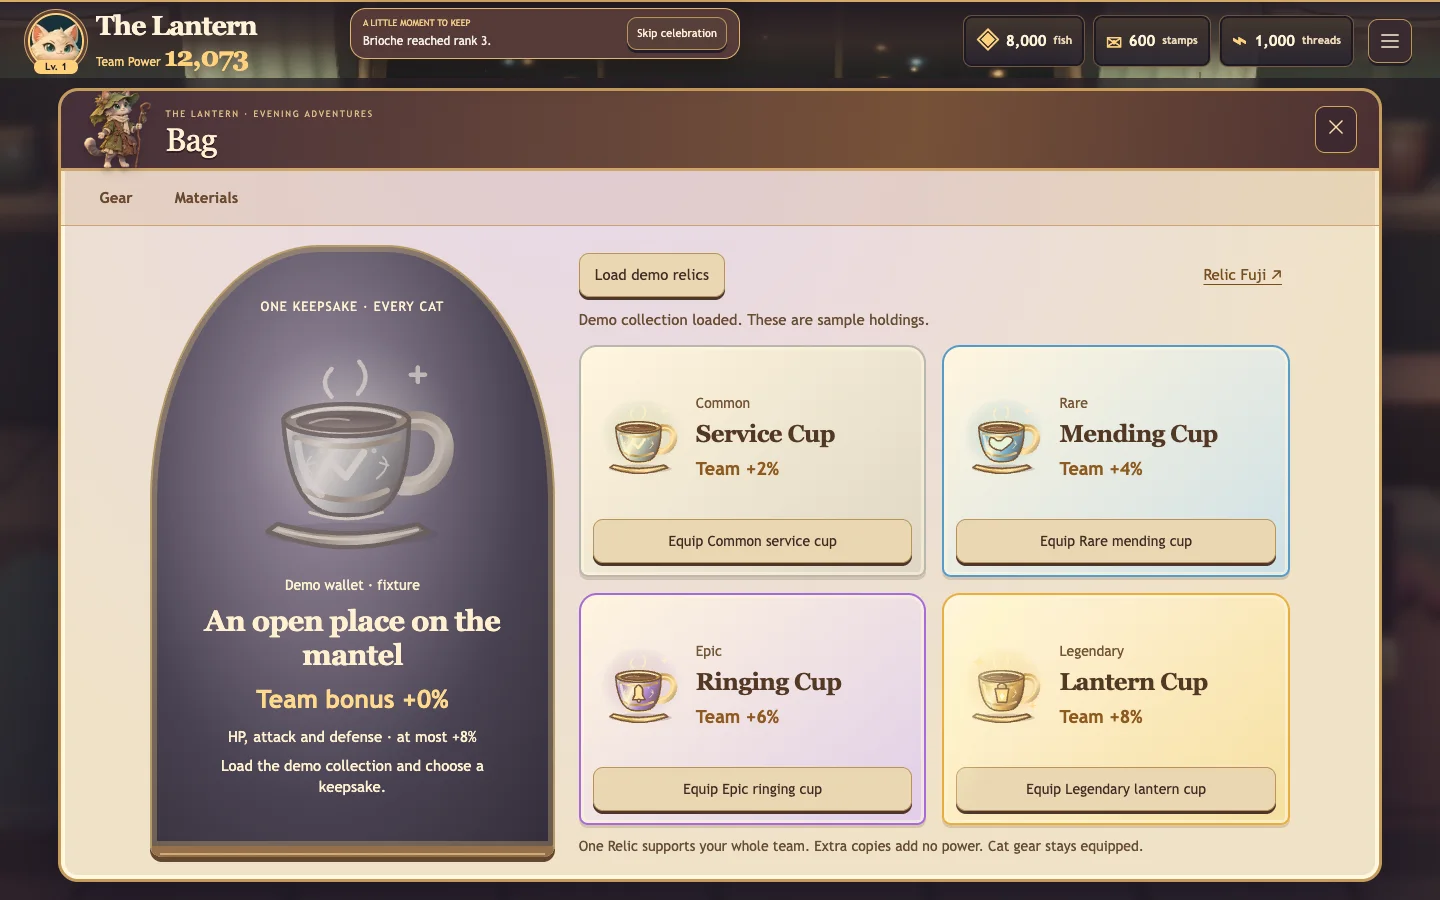 The Lantern
Lv. 1
Team Power 12,073
A LITTLE MOMENT TO KEEP
Brioche reached rank 3.
Skip celebration
8,000 fish
600 stamps
1,000 threads
THE LANTERN · EVENING ADVENTURES
Bag
Gear
Materials
ONE KEEPSAKE · EVERY CAT
Demo wallet · fixture
An open place on the
mantel
Team bonus +0%
HP, attack and defense · at most +8%
Load the demo collection and choose a
keepsake.
Load demo relics
Relic Fuji ↗
Demo collection loaded. These are sample holdings.
Common
Service Cup
Team +2%
Equip Common service cup
Rare
Mending Cup
Team +4%
Equip Rare mending cup
Epic
Ringing Cup
Team +6%
Equip Epic ringing cup
Legendary
Lantern Cup
Team +8%
Equip Legendary lantern cup
One Relic supports your whole team. Extra copies add no power. Cat gear stays equipped.